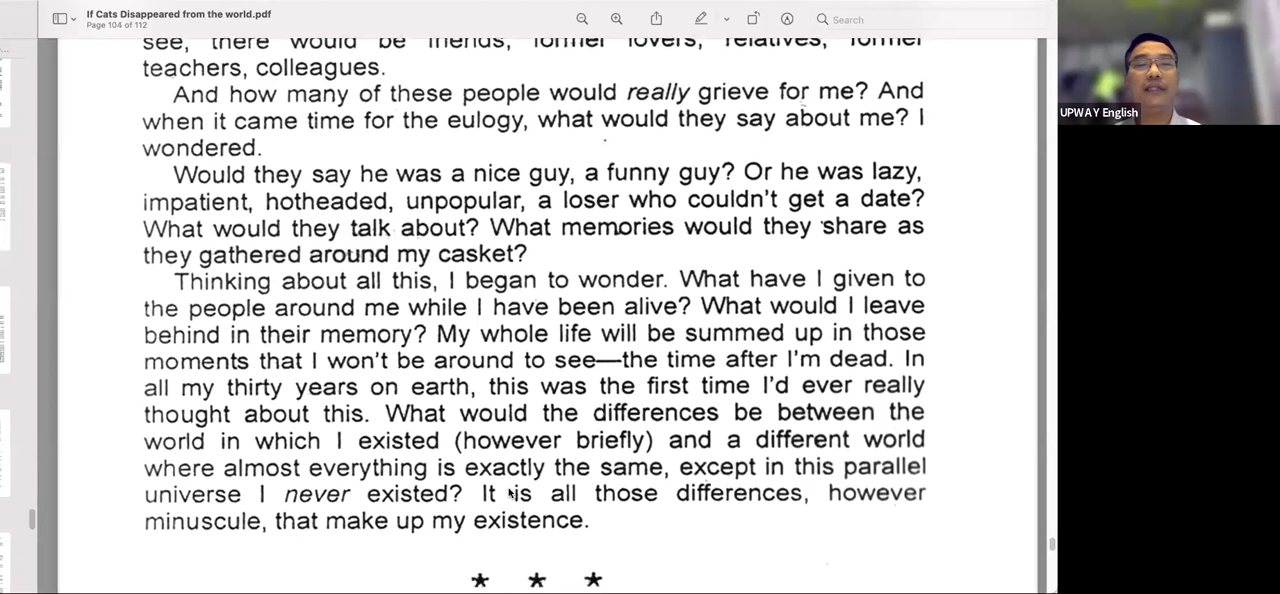 If Cats Disappeared from the world.pdf
Page 104 of 112
Search
UPWAY English
see, there would be friends, former lovers, relatives, former
teachers, colleagues.
And how many of these people would really grieve for me? And
when it came time for the eulogy, what would they say about me? I
wondered.
Would they say he was a nice guy, a funny guy? Or he was lazy,
impatient, hotheaded, unpopular, a loser who couldn't get a date?
What would they talk about? What memories would they share as
they gathered around my casket?
Thinking about all this, I began to wonder. What have I given to
the people around me while I have been alive? What would I leave
behind in their memory? My whole life will be summed up in those
moments that I won't be around to see—the time after I'm dead. In
all my thirty years on earth, this was the first time I'd ever really
thought about this. What would the differences be between the
world in which I existed (however briefly) and a different world
where almost everything is exactly the same, except in this parallel
universe I never existed? It is all those differences, however
minuscule, that make up my existence.
* * *